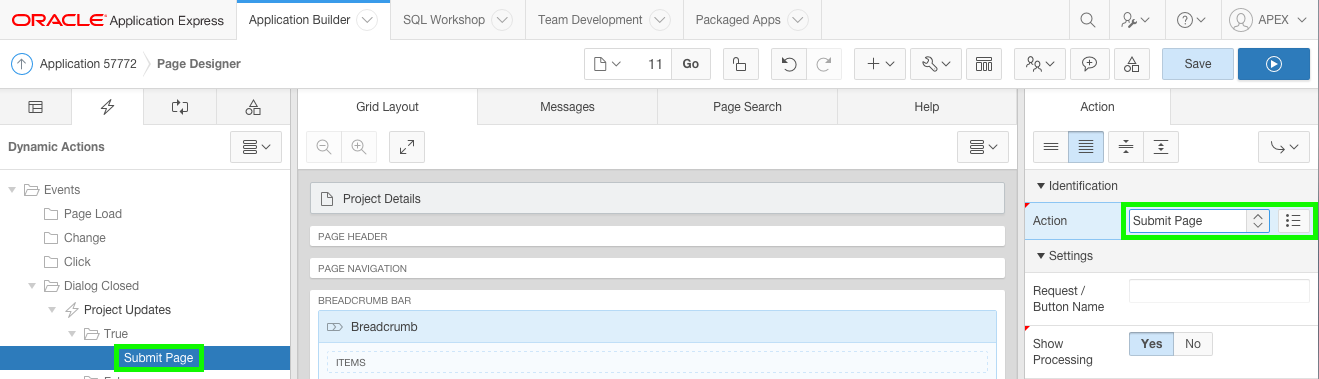 ORACLE Application Express Application Builder SQL Workshop Team Development Packaged Apps APEX
Application 57772 Page Designer 11 Go Save
Grid Layout Messages Page Search Help Action
Dynamic Actions
Events
Page Load
Change
Click
Dialog Closed
Project Updates
True
Submit Page
Project Details
PAGE HEADER
PAGE NAVIGATION
BREADCRUMB BAR
Breadcrumb
ITEMS
Identification
Action Submit Page
Settings
Request /
Button Name
Show
Processing
Yes No